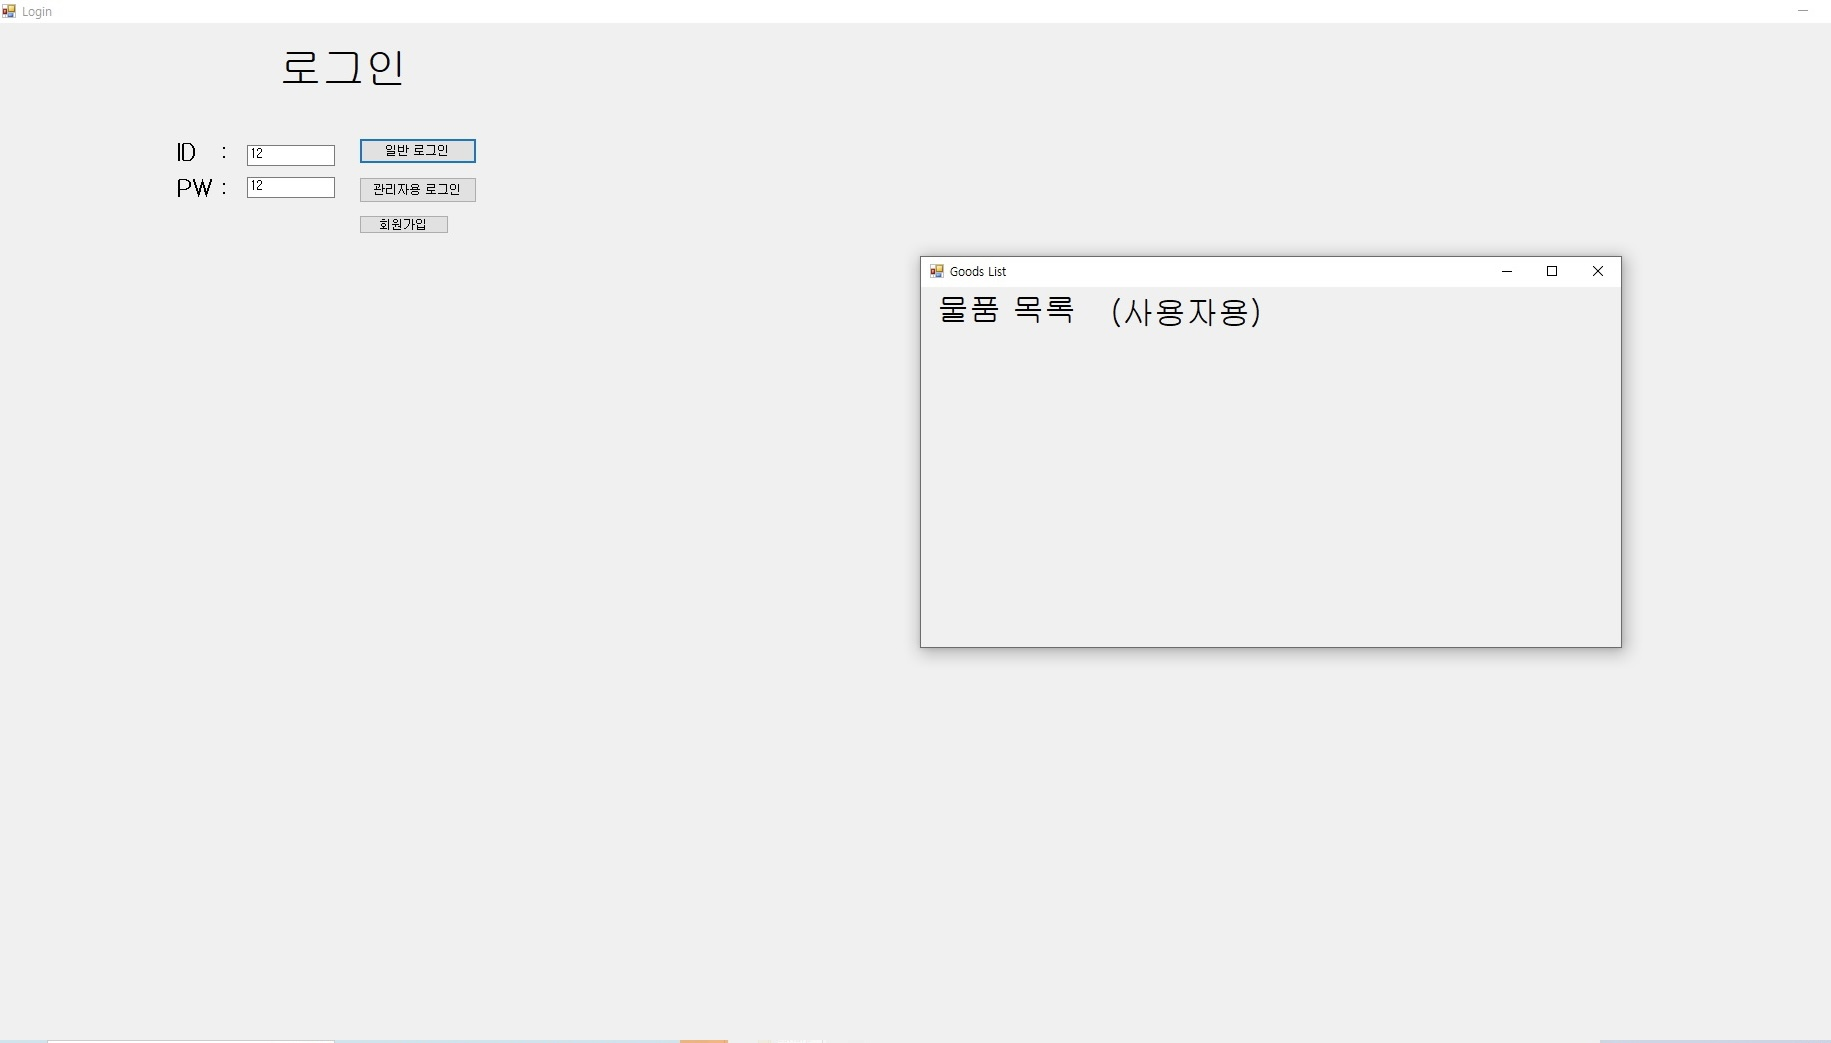 Login
로그인
ID : 12 일반 로그인
PW : 12 관리자용 로그인
회원가입
Goods List
물품 목록 (사용자용)